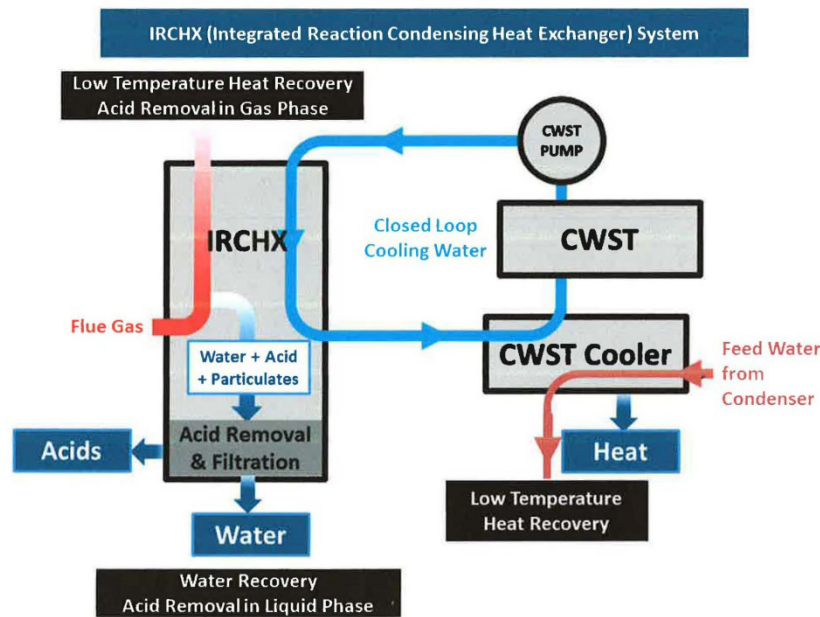 IRCHX (Integrated Reaction Condensing Heat Exchanger) System
Low Temperature Heat Recovery
Acid Removal in Gas Phase
CWST
PUMP
IRCHX
Closed Loop
Cooling Water
CWST
Flue Gas
CWST Cooler
Feed Water
from
Condenser
Water + Acid
+ Particulates
Acid Removal
& Filtration
Acids
Heat
Low Temperature
Heat Recovery
Water
Water Recovery
Acid Removal in Liquid Phase